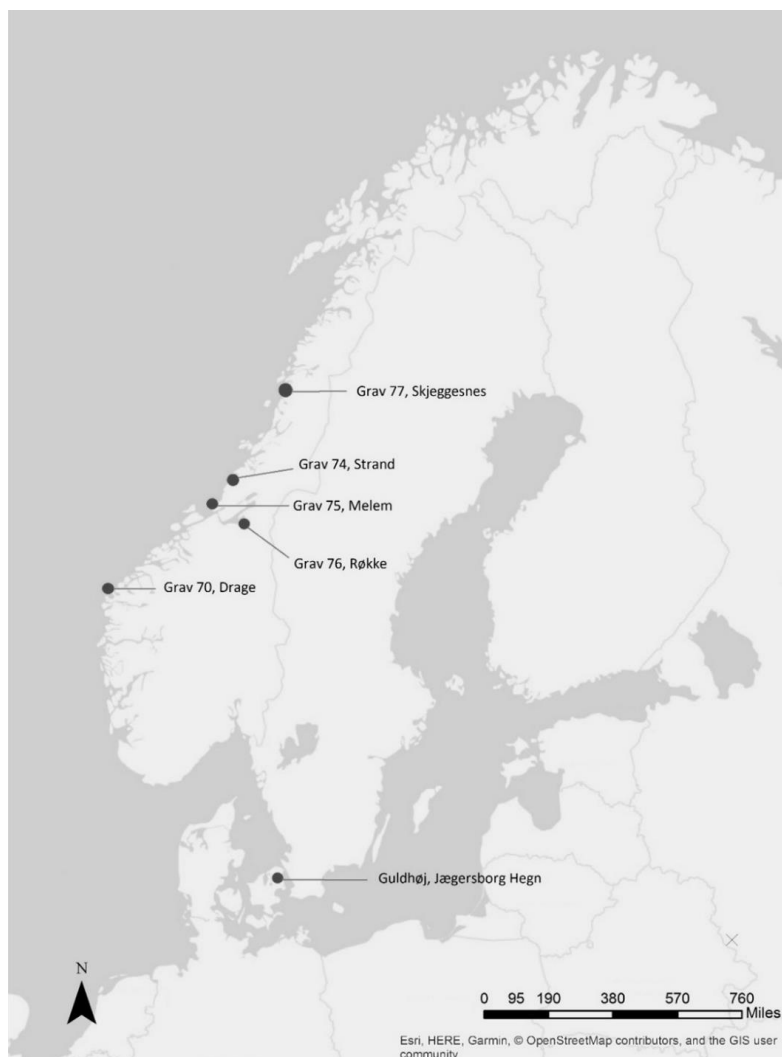 Grav 77, Skjeggesnes
Grav 74, Strand
Grav 75, Melem
Grav 76, Røkke
Grav 70, Drage
Guldhøj, Jægersborg Hegn
N
0 95 190 380 570 760
Miles
Esri, HERE, Garmin, © OpenStreetMap contributors, and the GIS user
community